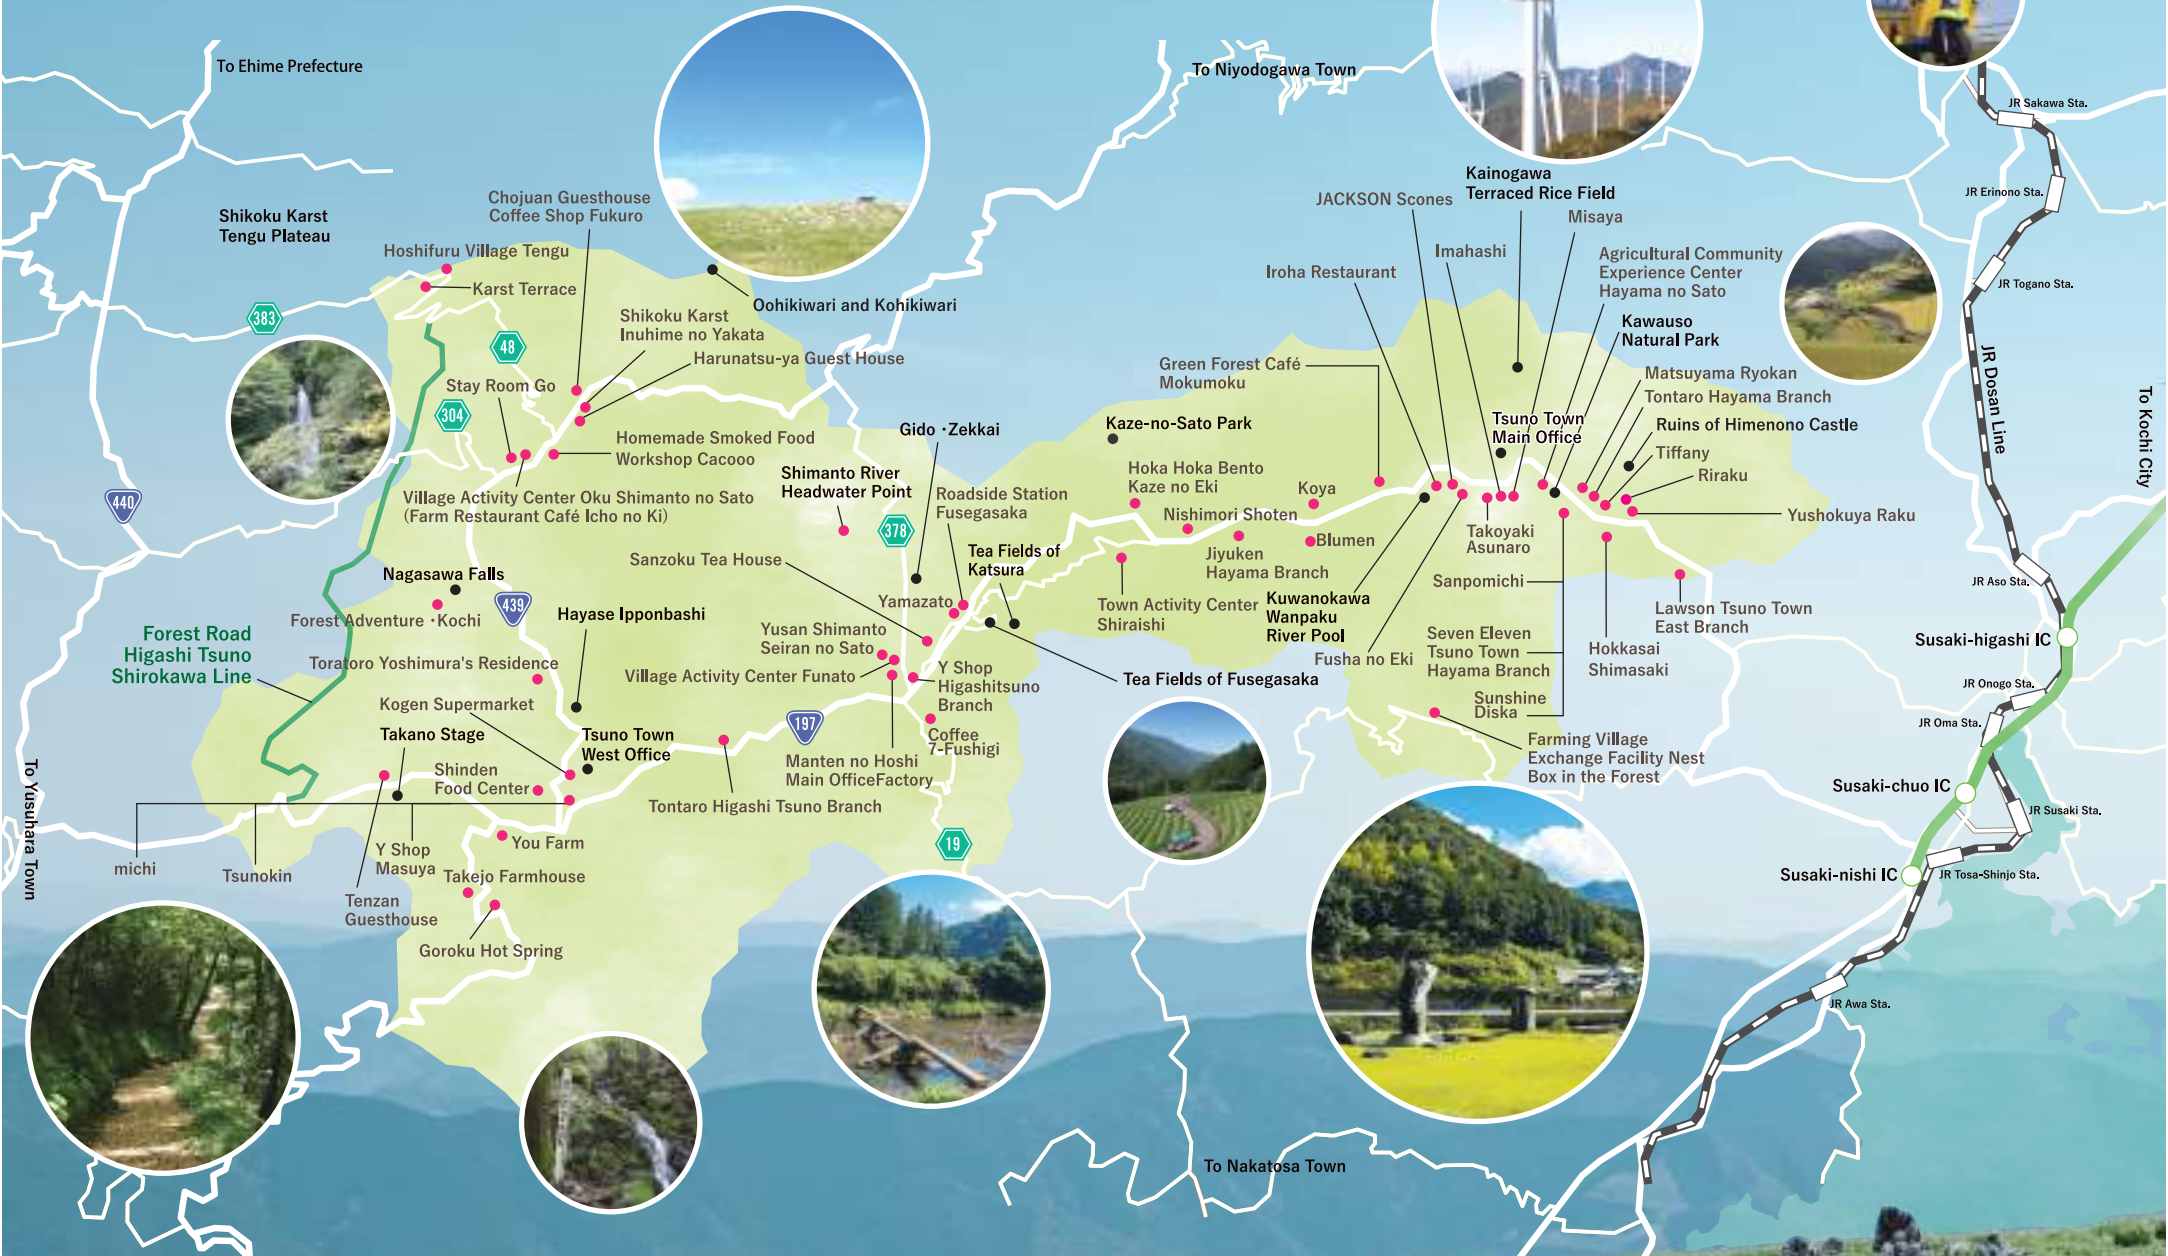 To Ehime Prefecture
To Niyodogawa Town
JR Sakawa Sta.
JR Erinono Sta.
JR Togano Sta.
JR Dosan Line
To Kochi City
Shikoku Karst
Tengu Plateau
Hoshifuru Village Tengu
Karst Terrace
Chojuan Guesthouse
Coffee Shop Fukuro
383
48
304
440
Oohikiwari and Kohikiwari
Shikoku Karst
Inuhime no Yakata
Harunatsu-ya Guest House
Stay Room Go
Homemade Smoked Food
Workshop Cacooo
Village Activity Center Oku Shimanto no Sato
(Farm Restaurant Café Icho no Ki)
Shimanto River
Headwater Point
Gido・Zekkai
378
Roadside Station
Fusegasaka
Tea Fields of
Katsura
Sanzoku Tea House
Yamazato
Yusan Shimanto
Seiran no Sato
Village Activity Center Funato
Y Shop
Higashitsuno
Branch
Tea Fields of Fusegasaka
Nagasawa Falls
Forest Adventure・Kochi
439
Hayase Ipponbashi
Forest Road
Higashi Tsuno
Shirokawa Line
Toratoro Yoshimura's Residence
Kogen Supermarket
Takano Stage
Tsuno Town
West Office
Shinden
Food Center
197
Manten no Hoshi
Main OfficeFactory
Coffee
7-Fushigi
Tontaro Higashi Tsuno Branch
19
To Yusuhara Town
michi
Tsunokin
Y Shop
Masuya
Tenzan
Guesthouse
You Farm
Takejo Farmhouse
Goroku Hot Spring
Kaze-no-Sato Park
Green Forest Café
Mokumoku
Hoka Hoka Bento
Kaze no Eki
Nishimori Shoten
Koya
Jiyuken
Hayama Branch
Blumen
Town Activity Center
Shiraishi
Iroha Restaurant
JACKSON Scones
Imahashi
Kainogawa
Terraced Rice Field
Misaya
Agricultural Community
Experience Center
Hayama no Sato
Kawauso
Natural Park
Matsuyama Ryokan
Tontaro Hayama Branch
Ruins of Himenono Castle
Tiffany
Riraku
Yushokuya Raku
Tsuno Town
Main Office
Takoyaki
Asunaro
Kuwanokawa
Wanpaku
River Pool
Fusha no Eki
Sanpomichi
Seven Eleven
Tsuno Town
Hayama Branch
Sunshine
Diska
Hokkasai
Shimasaki
Lawson Tsuno Town
East Branch
Farming Village
Exchange Facility Nest
Box in the Forest
JR Aso Sta.
Susaki-higashi IC
JR Onogo Sta.
JR Oma Sta.
Susaki-chuo IC
JR Susaki Sta.
Susaki-nishi IC
JR Tosa-Shinjo Sta.
JR Awa Sta.
To Nakatosa Town